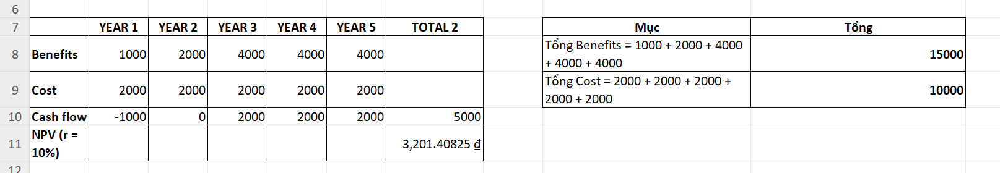 6
7 YEAR 1 YEAR 2 YEAR 3 YEAR 4 YEAR 5 TOTAL 2 Mục Tổng
8 Benefits 1000 2000 4000 4000 4000 Tổng Benefits = 1000 + 2000 + 4000
+ 4000 + 4000 15000
9 Cost 2000 2000 2000 2000 2000 Tổng Cost = 2000 + 2000 + 2000 +
2000 + 2000 10000
10 Cash flow -1000 0 2000 2000 2000 5000
11 NPV (r =
10%) 3,201.40825 ₫
12